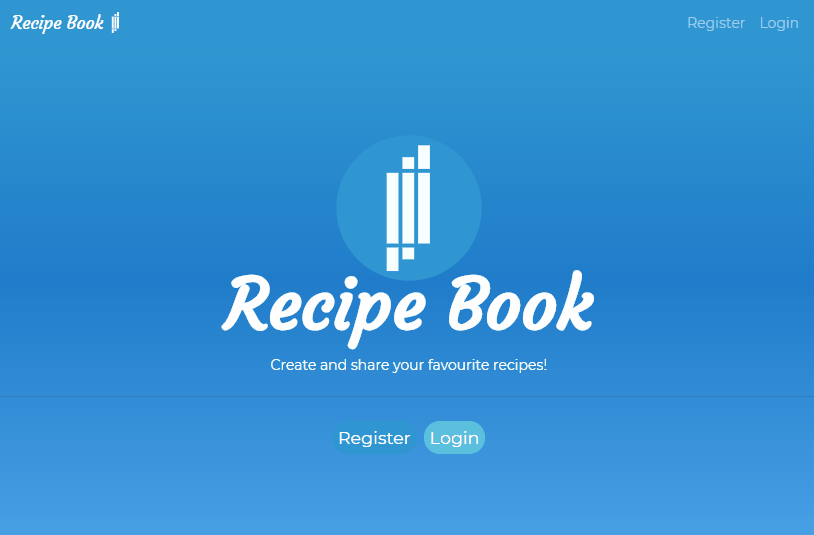 Recipe Book
Register Login
Recipe Book
Create and share your favourite recipes!
Register Login